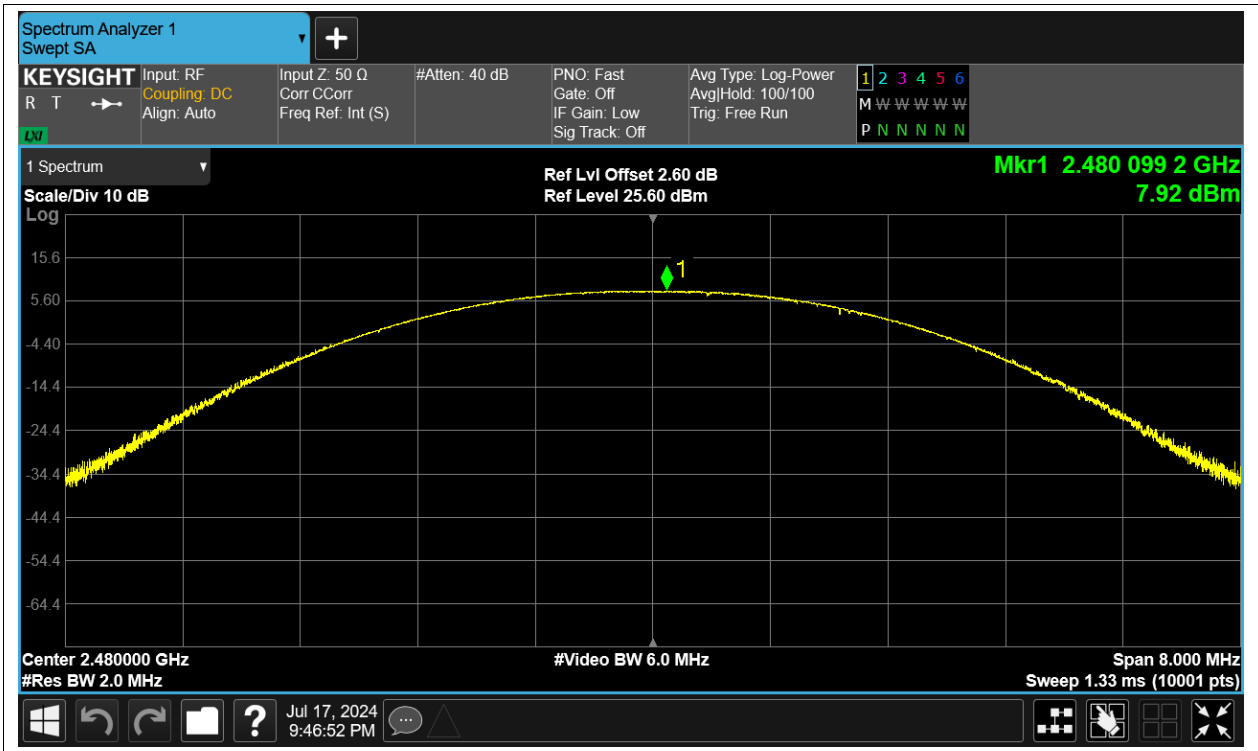 Spectrum Analyzer 1
Swept SA
KEYSIGHT
R T
LXI
Input: RF
Coupling: DC
Align: Auto
Input Z: 50 Ω
Corr CCorr
Freq Ref: Int (S)
#Atten: 40 dB
PNO: Fast
Gate: Off
IF Gain: Low
Sig Track: Off
Avg Type: Log-Power
Avg|Hold: 100/100
Trig: Free Run
1 2 3 4 5 6
M W W W W W
P N N N N N
1 Spectrum
Scale/Div 10 dB
Log
Ref Lvl Offset 2.60 dB
Ref Level 25.60 dBm
Mkr1 2.480 099 2 GHz
7.92 dBm
1
15.6
5.60
-4.40
-14.4
-24.4
-34.4
-44.4
-54.4
-64.4
Center 2.480000 GHz
#Res BW 2.0 MHz
#Video BW 6.0 MHz
Span 8.000 MHz
Sweep 1.33 ms (10001 pts)
?
Jul 17, 2024
9:46:52 PM